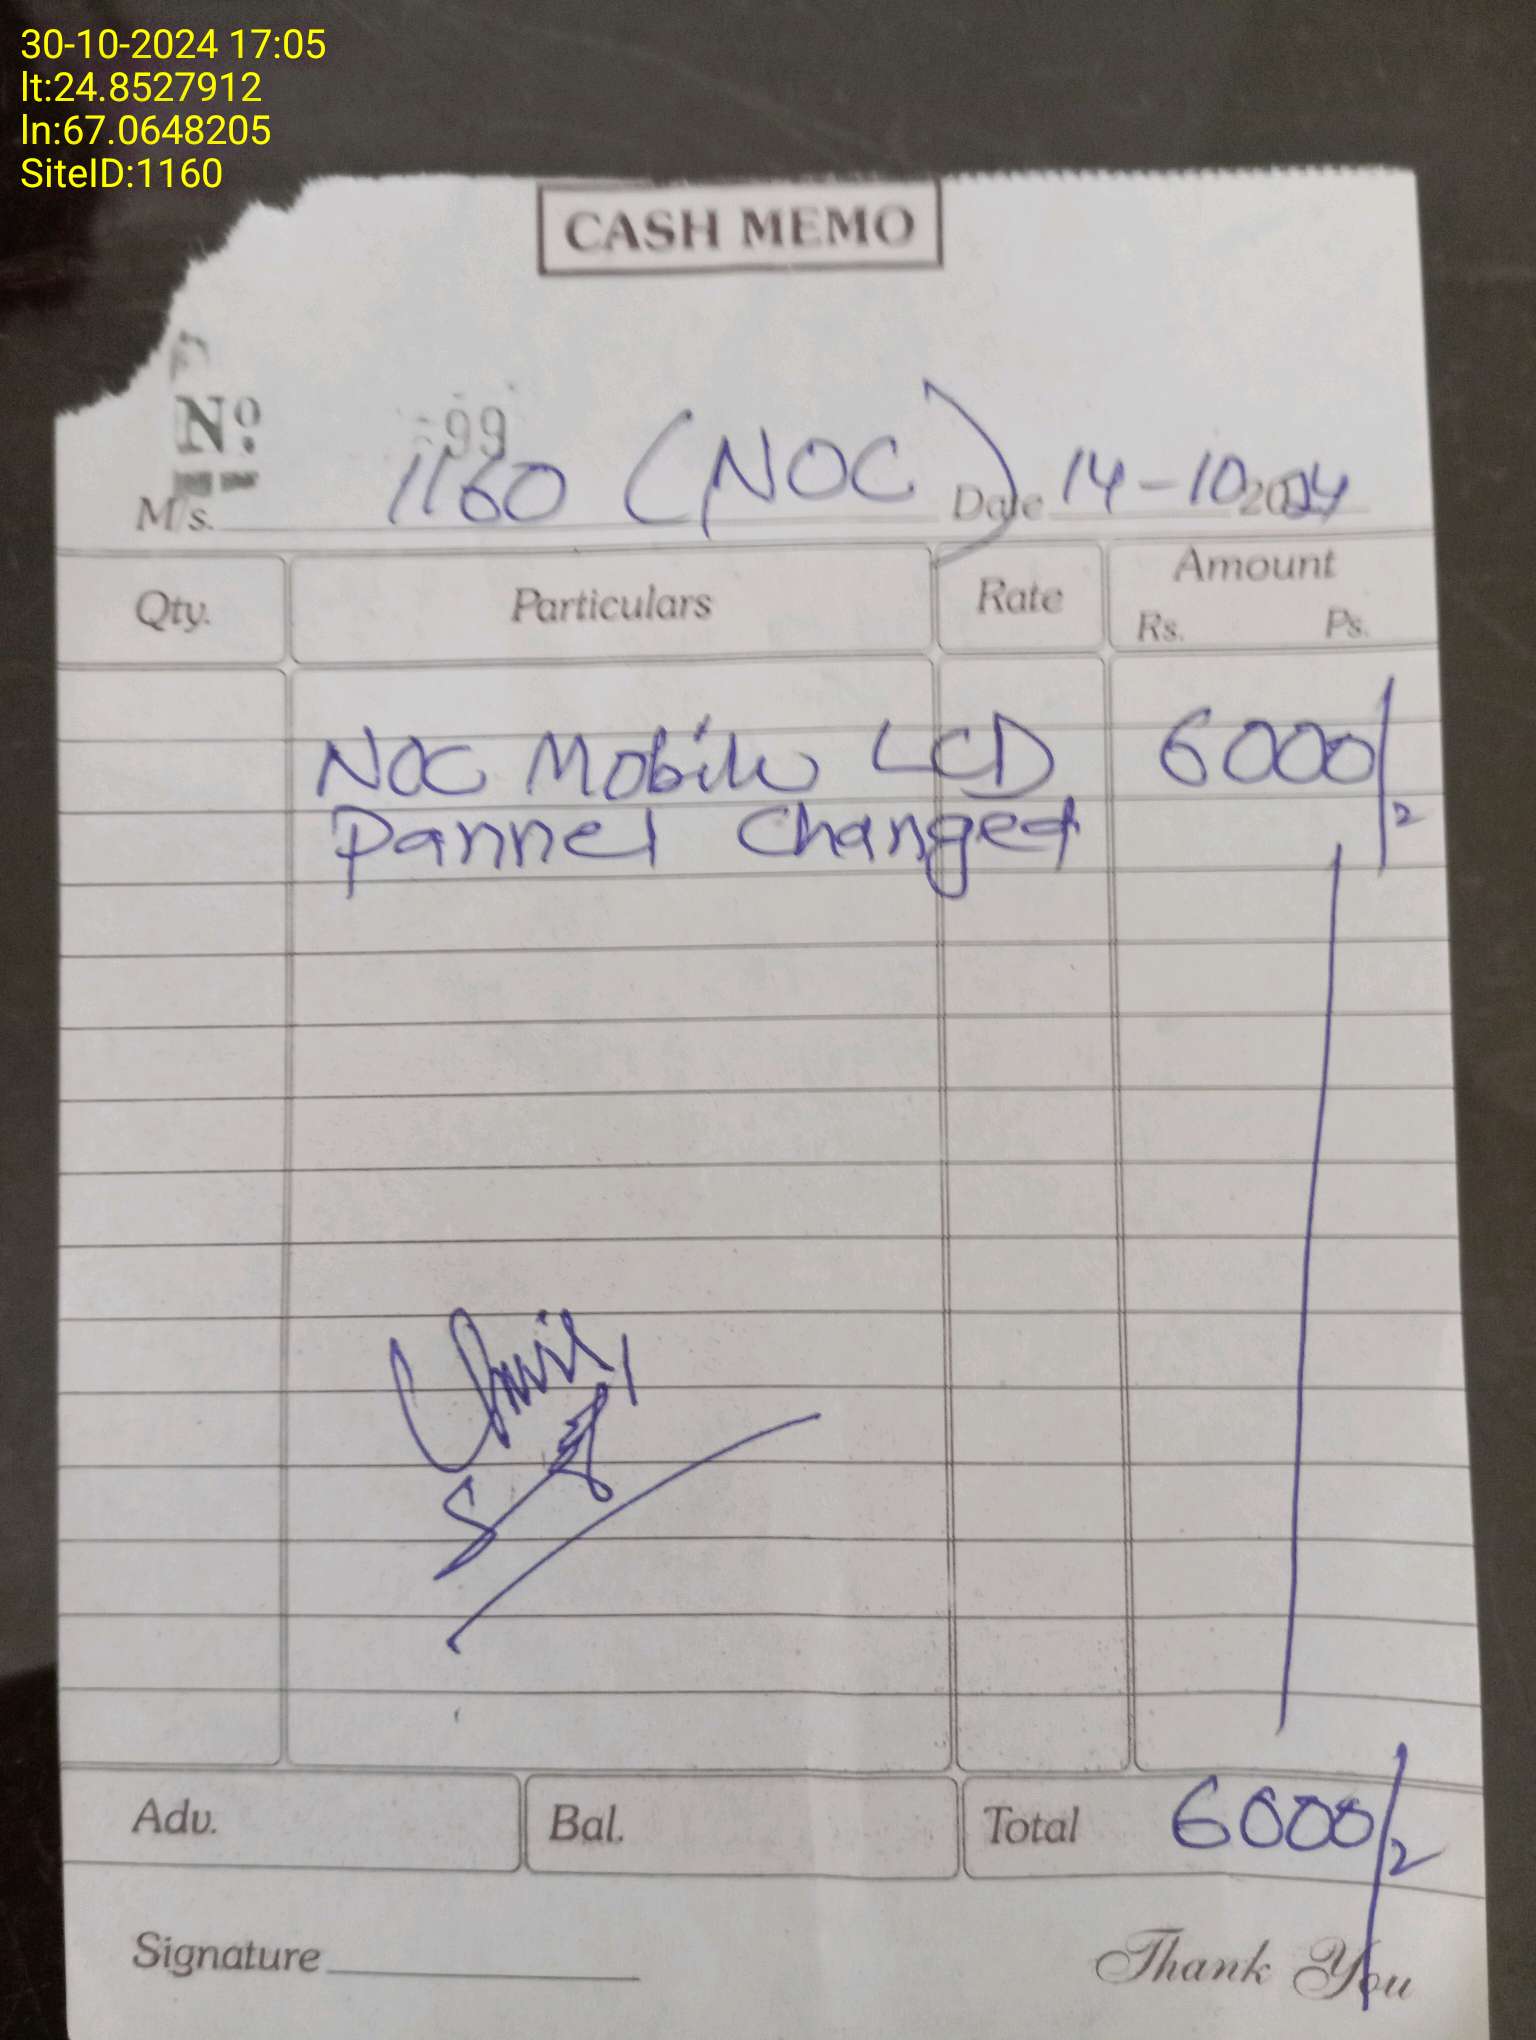 30-10-2024 17:05
lt:24.8527912
ln:67.0648205
SiteID:1160
CASH MEMO
Nº 99
M/s. 1160 (NOC) Date 14-10 2024
Qty. Particulars Rate Amount
Rs. Ps.
NOC Mobile LCD 6000/2
Pannel Changed
Adv. Bal. Total 6000/2
Signature Thank You